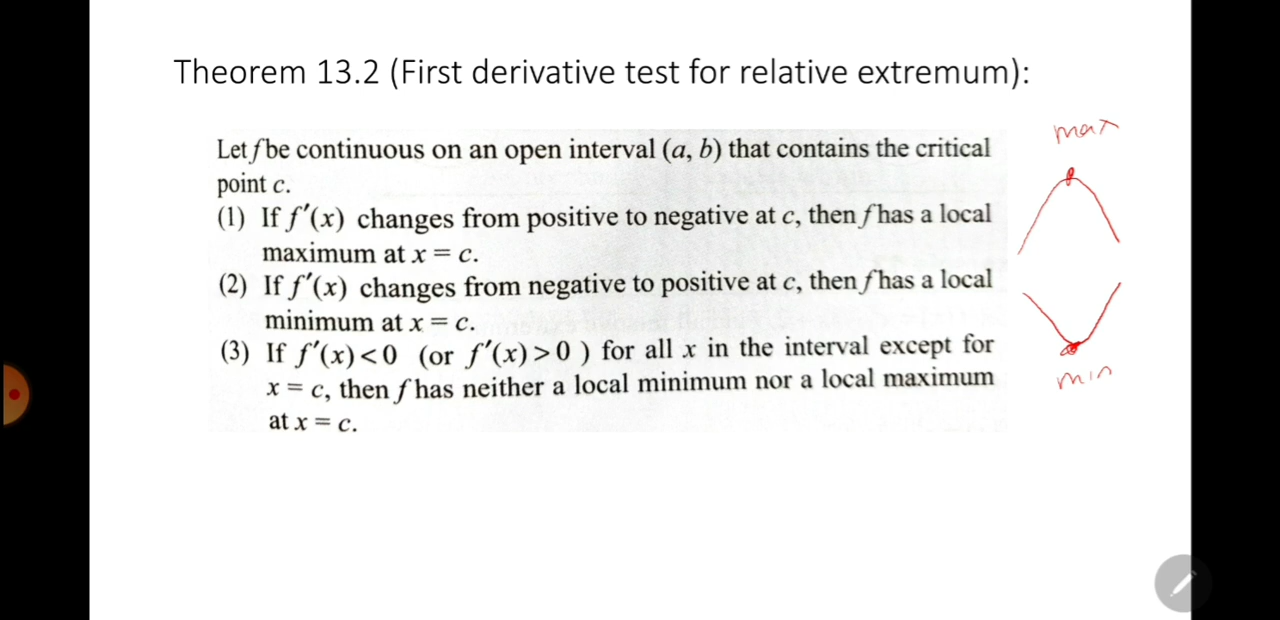 Theorem 13.2 (First derivative test for relative extremum):
Let f be continuous on an open interval (a, b) that contains the critical
point c.
(1) If f′(x) changes from positive to negative at c, then f has a local
maximum at x = c.
(2) If f′(x) changes from negative to positive at c, then f has a local
minimum at x = c.
(3) If f′(x)<0 (or f′(x)>0 ) for all x in the interval except for
x = c, then f has neither a local minimum nor a local maximum
at x = c.
max
min